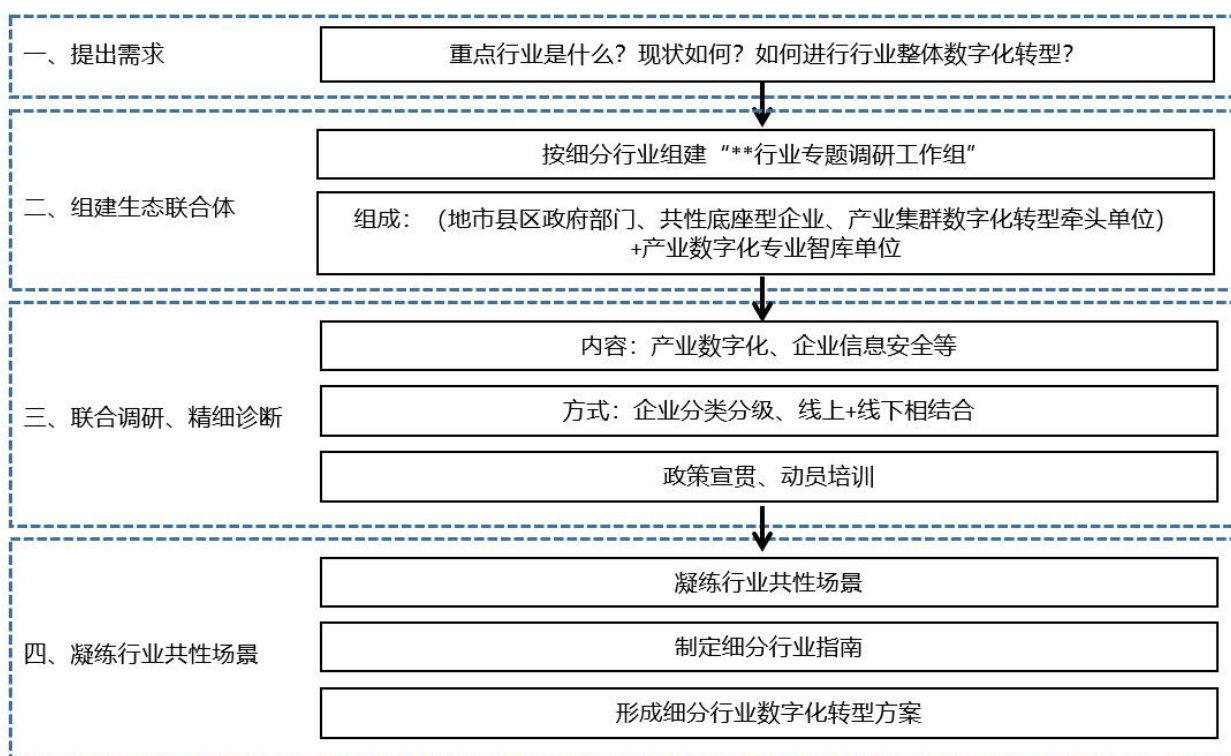 一、提出需求
重点行业是什么？现状如何？如何进行行业整体数字化转型？
二、组建生态联合体
按细分行业组建“**行业专题调研工作组”
组成：（地市县区政府部门、共性底座型企业、产业集群数字化转型牵头单位）
+产业数字化专业智库单位
三、联合调研、精细诊断
内容：产业数字化、企业信息安全等
方式：企业分类分级、线上+线下相结合
政策宣贯、动员培训
四、凝练行业共性场景
凝练行业共性场景
制定细分行业指南
形成细分行业数字化转型方案